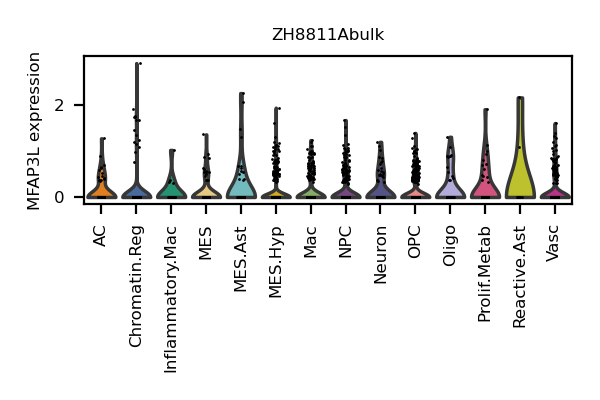 ZH8811Abulk
MFAP3L expression
2
0
AC
Chromatin.Reg
Inflammatory.Mac
MES
MES.Ast
MES.Hyp
Mac
NPC
Neuron
OPC
Oligo
Prolif.Metab
Reactive.Ast
Vasc